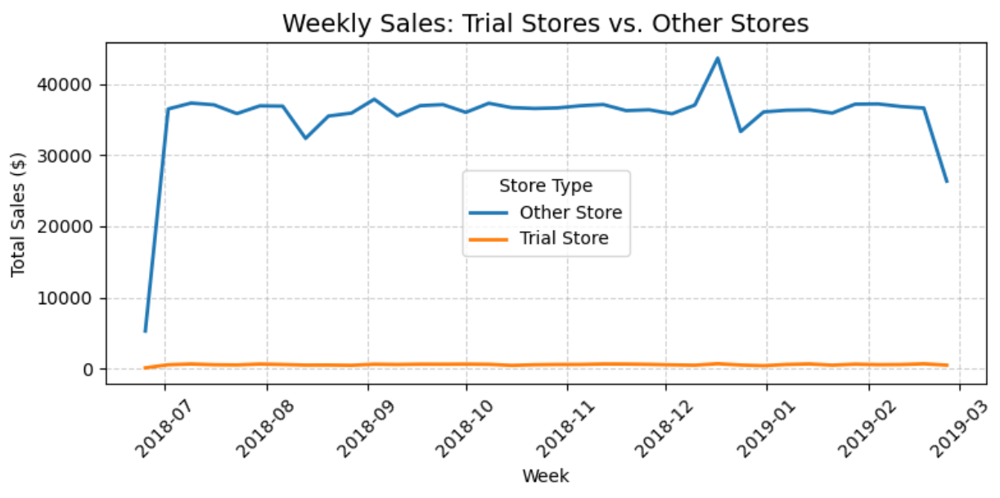 Weekly Sales: Trial Stores vs. Other Stores
Total Sales ($)
40000
30000
20000
10000
0
Store Type
Other Store
Trial Store
2018-07
2018-08
2018-09
2018-10
2018-11
2018-12
2019-01
2019-02
2019-03
Week